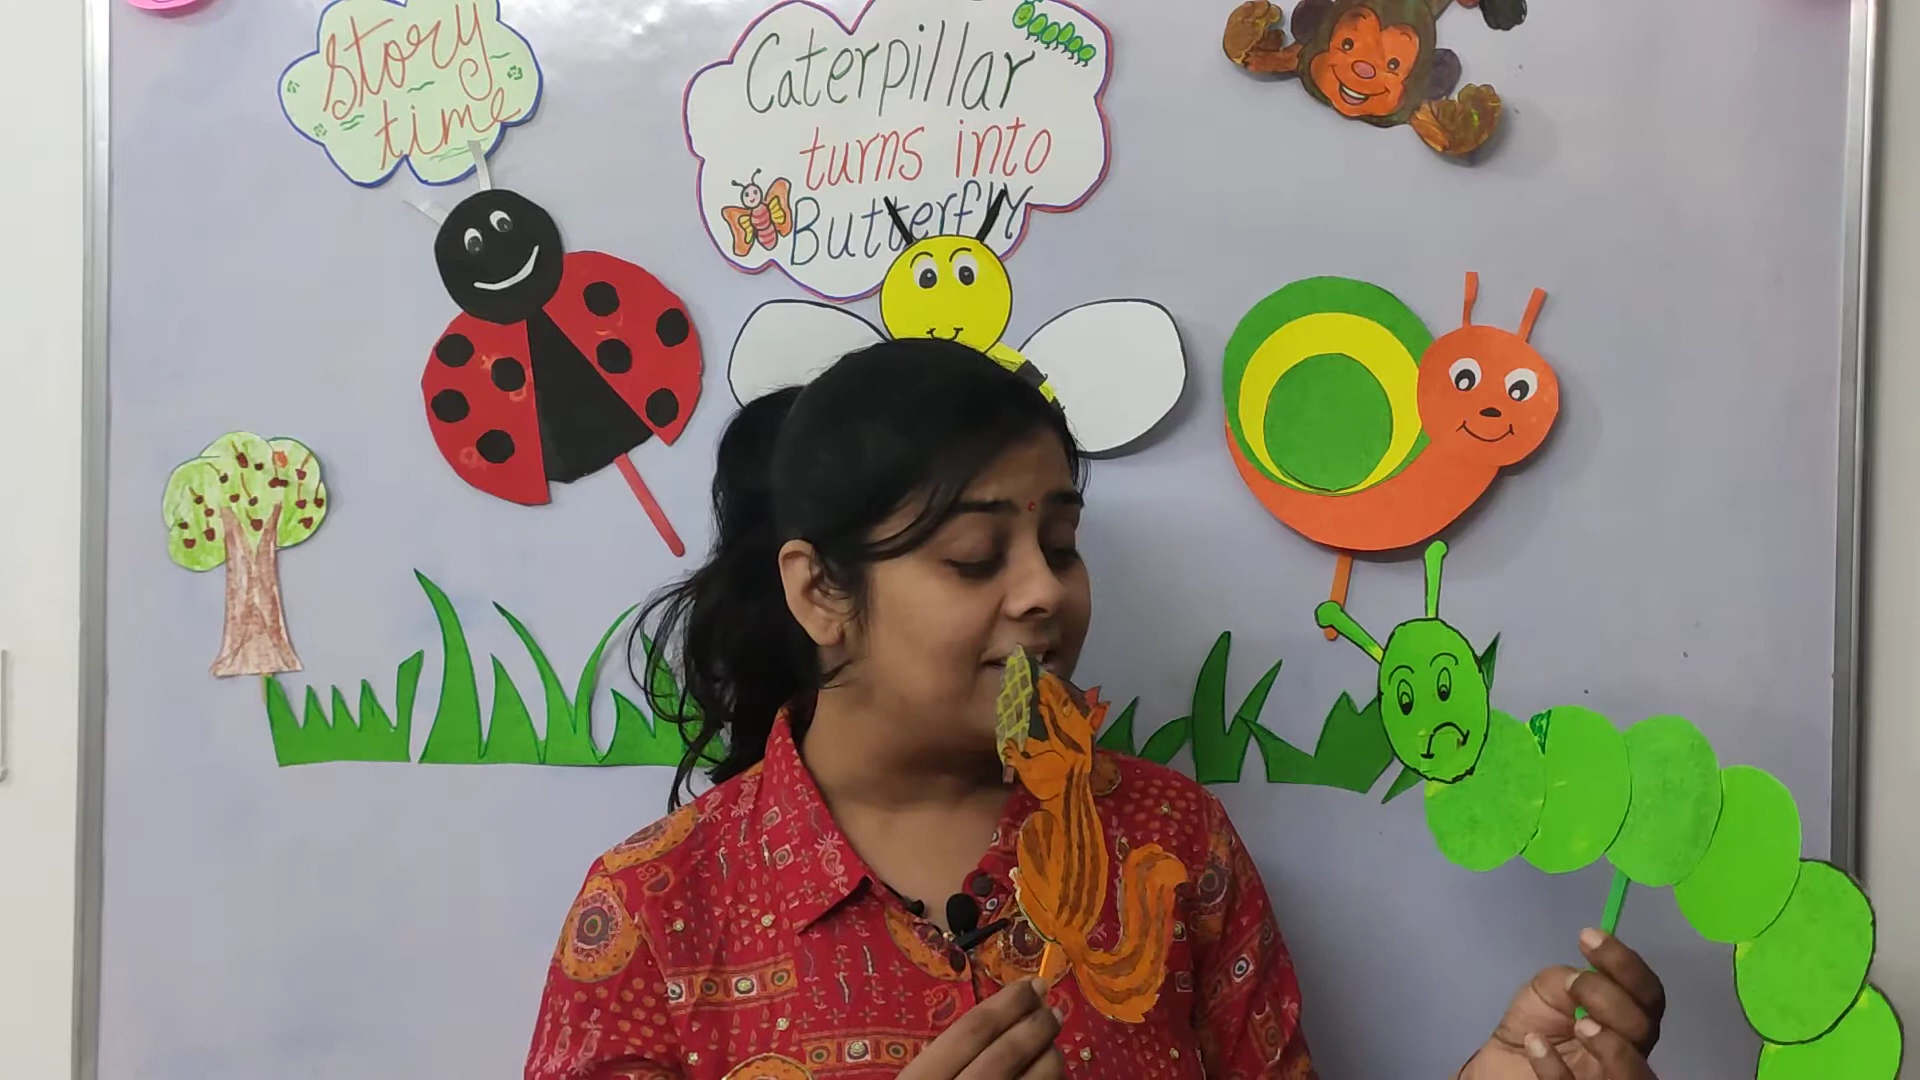 Story
time
Caterpillar
turns into
Butterfly